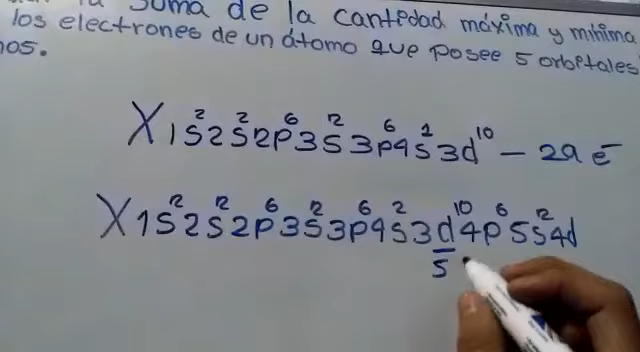 la suma de la cantidad máxima y mínima
los electrones de un átomo que posee 5 orbitales
nos.
X 1s² 2s² 2p⁶ 3s² 3p⁶ 4s¹ 3d¹⁰ – 29 e⁻
X 1s² 2s² 2p⁶ 3s² 3p⁶ 4s² 3d¹⁰ 4p⁶ 5s² 4d
5